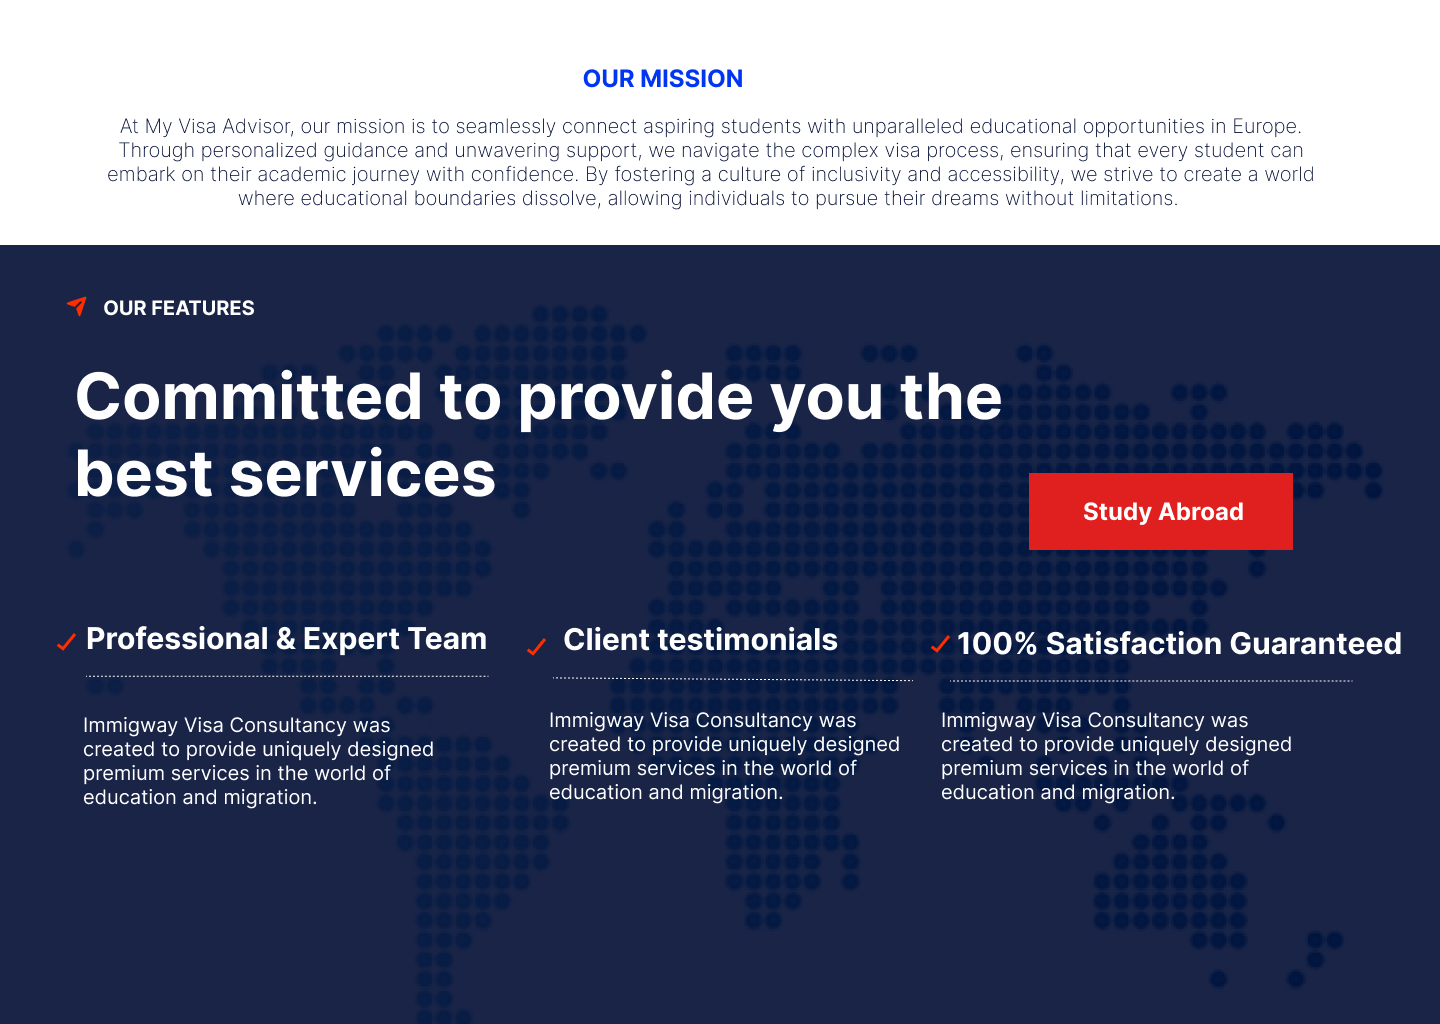 OUR MISSION
At My Visa Advisor, our mission is to seamlessly connect aspiring students with unparalleled educational opportunities in Europe.
Through personalized guidance and unwavering support, we navigate the complex visa process, ensuring that every student can
embark on their academic journey with confidence. By fostering a culture of inclusivity and accessibility, we strive to create a world
where educational boundaries dissolve, allowing individuals to pursue their dreams without limitations.
OUR FEATURES
Committed to provide you the
best services
Study Abroad
Professional & Expert Team
Immigway Visa Consultancy was
created to provide uniquely designed
premium services in the world of
education and migration.
Client testimonials
Immigway Visa Consultancy was
created to provide uniquely designed
premium services in the world of
education and migration.
100% Satisfaction Guaranteed
Immigway Visa Consultancy was
created to provide uniquely designed
premium services in the world of
education and migration.